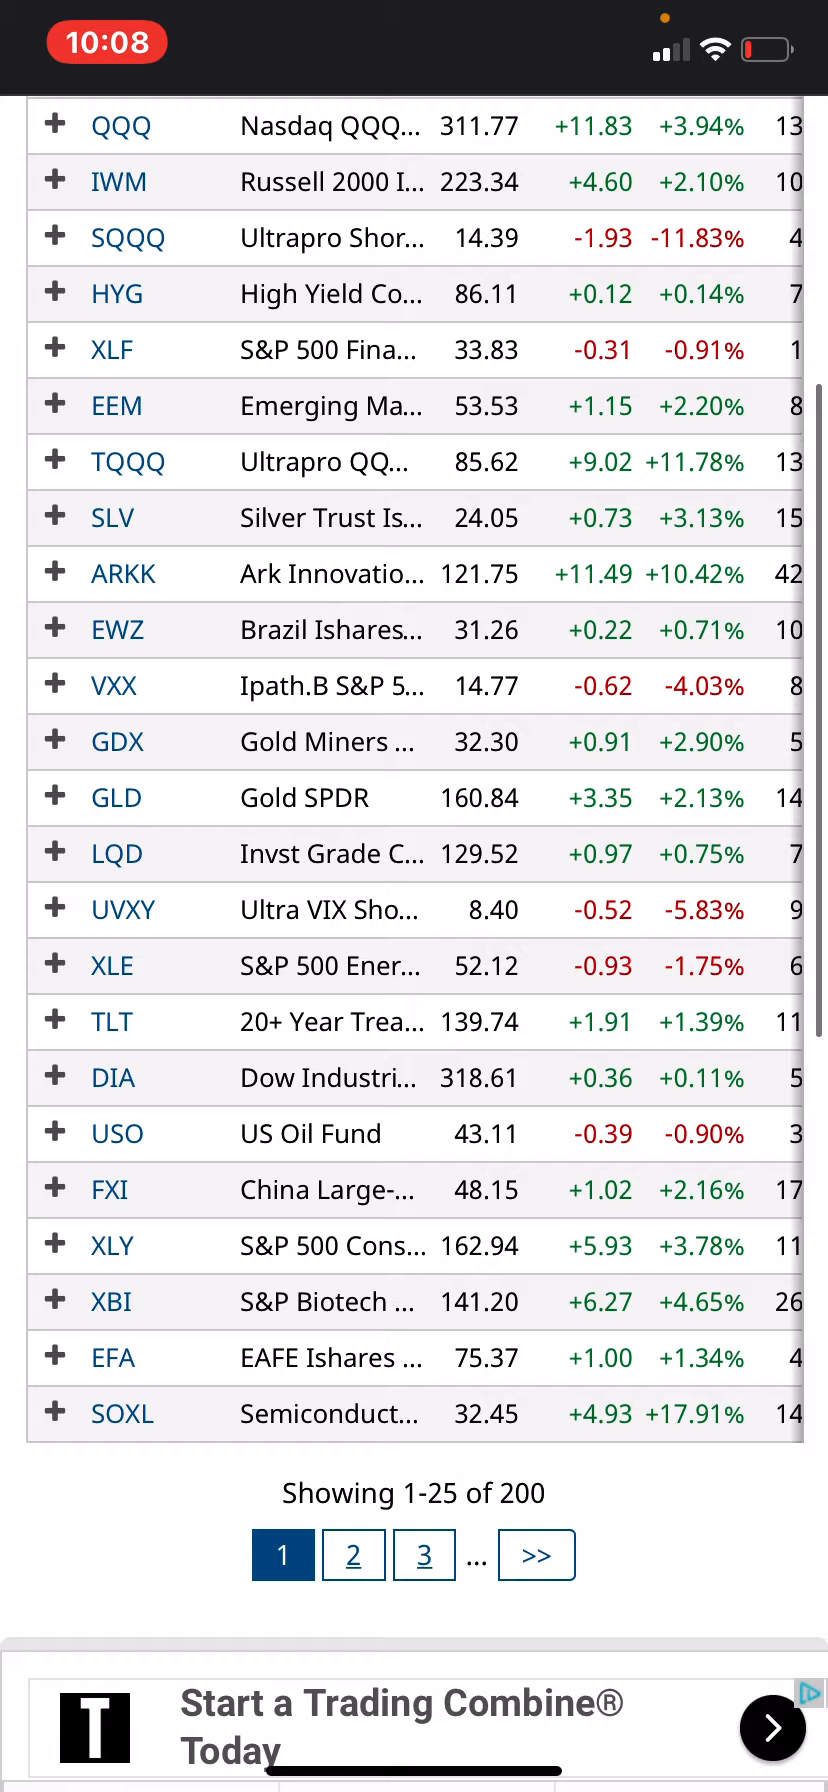 10:08
+ QQQ Nasdaq QQQ... 311.77 +11.83 +3.94% 13
+ IWM Russell 2000 I... 223.34 +4.60 +2.10% 10
+ SQQQ Ultrapro Shor... 14.39 -1.93 -11.83% 4
+ HYG High Yield Co... 86.11 +0.12 +0.14% 7
+ XLF S&P 500 Fina... 33.83 -0.31 -0.91% 1
+ EEM Emerging Ma... 53.53 +1.15 +2.20% 8
+ TQQQ Ultrapro QQ... 85.62 +9.02 +11.78% 13
+ SLV Silver Trust Is... 24.05 +0.73 +3.13% 15
+ ARKK Ark Innovatio... 121.75 +11.49 +10.42% 42
+ EWZ Brazil Ishares... 31.26 +0.22 +0.71% 10
+ VXX Ipath.B S&P 5... 14.77 -0.62 -4.03% 8
+ GDX Gold Miners ... 32.30 +0.91 +2.90% 5
+ GLD Gold SPDR 160.84 +3.35 +2.13% 14
+ LQD Invst Grade C... 129.52 +0.97 +0.75% 7
+ UVXY Ultra VIX Sho... 8.40 -0.52 -5.83% 9
+ XLE S&P 500 Ener... 52.12 -0.93 -1.75% 6
+ TLT 20+ Year Trea... 139.74 +1.91 +1.39% 11
+ DIA Dow Industri... 318.61 +0.36 +0.11% 5
+ USO US Oil Fund 43.11 -0.39 -0.90% 3
+ FXI China Large-... 48.15 +1.02 +2.16% 17
+ XLY S&P 500 Cons... 162.94 +5.93 +3.78% 11
+ XBI S&P Biotech ... 141.20 +6.27 +4.65% 26
+ EFA EAFE Ishares ... 75.37 +1.00 +1.34% 4
+ SOXL Semiconduct... 32.45 +4.93 +17.91% 14
Showing 1-25 of 200
1 2 3 ... >>
T Start a Trading Combine®
Today